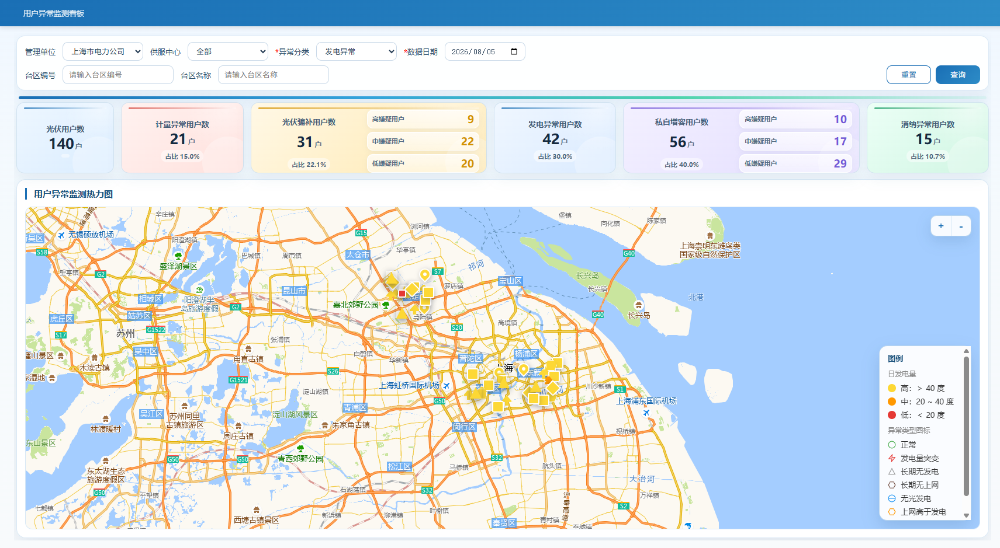 用户异常监测看板
管理单位 上海市电力公司 供服中心 全部 *异常分类 发电异常 *数据日期 2026/08/05
台区编号 请输入台区编号 台区名称 请输入台区名称 重置 查询
光伏用户数
140户
计量异常用户数
21户
占比 15.0%
光伏骗补用户数
31户
占比 22.1%
高嫌疑用户 9
中嫌疑用户 22
低嫌疑用户 20
发电异常用户数
42户
占比 30.0%
私自增容用户数
56户
占比 40.0%
高嫌疑用户 10
中嫌疑用户 17
低嫌疑用户 29
消纳异常用户数
15户
占比 10.7%
用户异常监测热力图
+ -
辛庄镇
浏河镇
堡镇
向化镇
陈家镇
无锡硕放机场
新吴区
阳澄湖镇
G15
S58
巴城镇
周市镇
太仓市
华亭镇
G40
上海崇明东滩鸟类
国家级自然保护区
盛泽湖景区
望亭镇
G2
S7
祁河
罗店镇
宝山区
长兴岛
长兴镇
昆山市
相城区
阳澄湖半
岛旅游度假
G2
嘉北郊野公园
北港
虎丘区
姑苏区
马陆镇
G40
长兴岛
高境镇
S20
苏州
G1522
S17
张浦镇
吴中区
甪直古镇
白鹤镇
华新镇
普陀区
杨浦区
木渎古镇
S26
G1521
上海虹桥国际机场
淀山湖镇
G50
川沙新镇
S1
上海浦东国际机场
青浦区
吴江区
苏州同里
古镇旅游区
淀山湖风景区
朱家角古镇
林渡暖村
周庄古镇
闵行区
祝桥镇
东山景区
青西郊野公园
G50
G50
S32
松江区
马桥镇
航头镇
东太湖生态
旅游度假区
大治河
G50
平望镇
石湖荡镇
S32
沪奉高速
万祥镇
S2
七都镇
西塘古镇景区
新浜镇
泖港镇
叶榭镇
奉贤区
青村镇
奉城镇
图例
日发电量
高：> 40 度
中：20 ~ 40 度
低：< 20 度
异常类型图标
正常
发电量突变
长期无发电
长期无上网
无光发电
上网高于发电